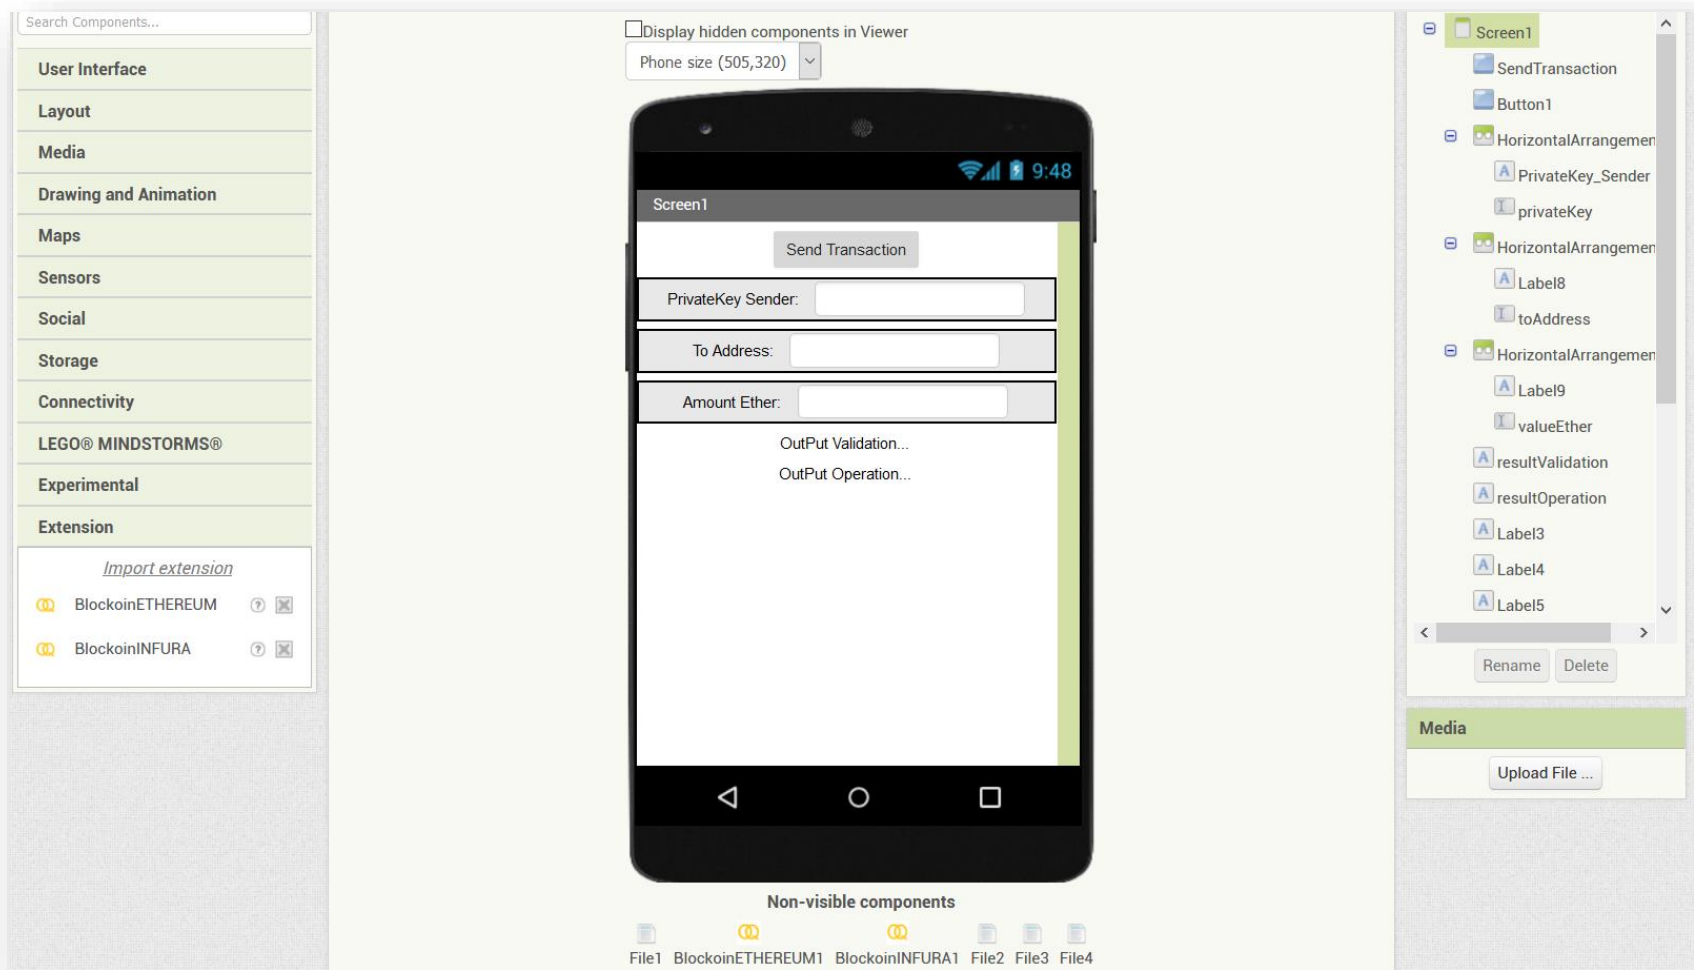 Search Components...
User Interface
Layout
Media
Drawing and Animation
Maps
Sensors
Social
Storage
Connectivity
LEGO® MINDSTORMS®
Experimental
Extension
Import extension
BlockoinETHEREUM
BlockoinINFURA
Display hidden components in Viewer
Phone size (505,320)
9:48
Screen1
Send Transaction
PrivateKey Sender:
To Address:
Amount Ether:
OutPut Validation...
OutPut Operation...
Non-visible components
File1 BlockoinETHEREUM1 BlockoinINFURA1 File2 File3 File4
Screen1
SendTransaction
Button1
HorizontalArrangemen
PrivateKey_Sender
privateKey
HorizontalArrangemen
Label8
toAddress
HorizontalArrangemen
Label9
valueEther
resultValidation
resultOperation
Label3
Label4
Label5
Rename Delete
Media
Upload File ...